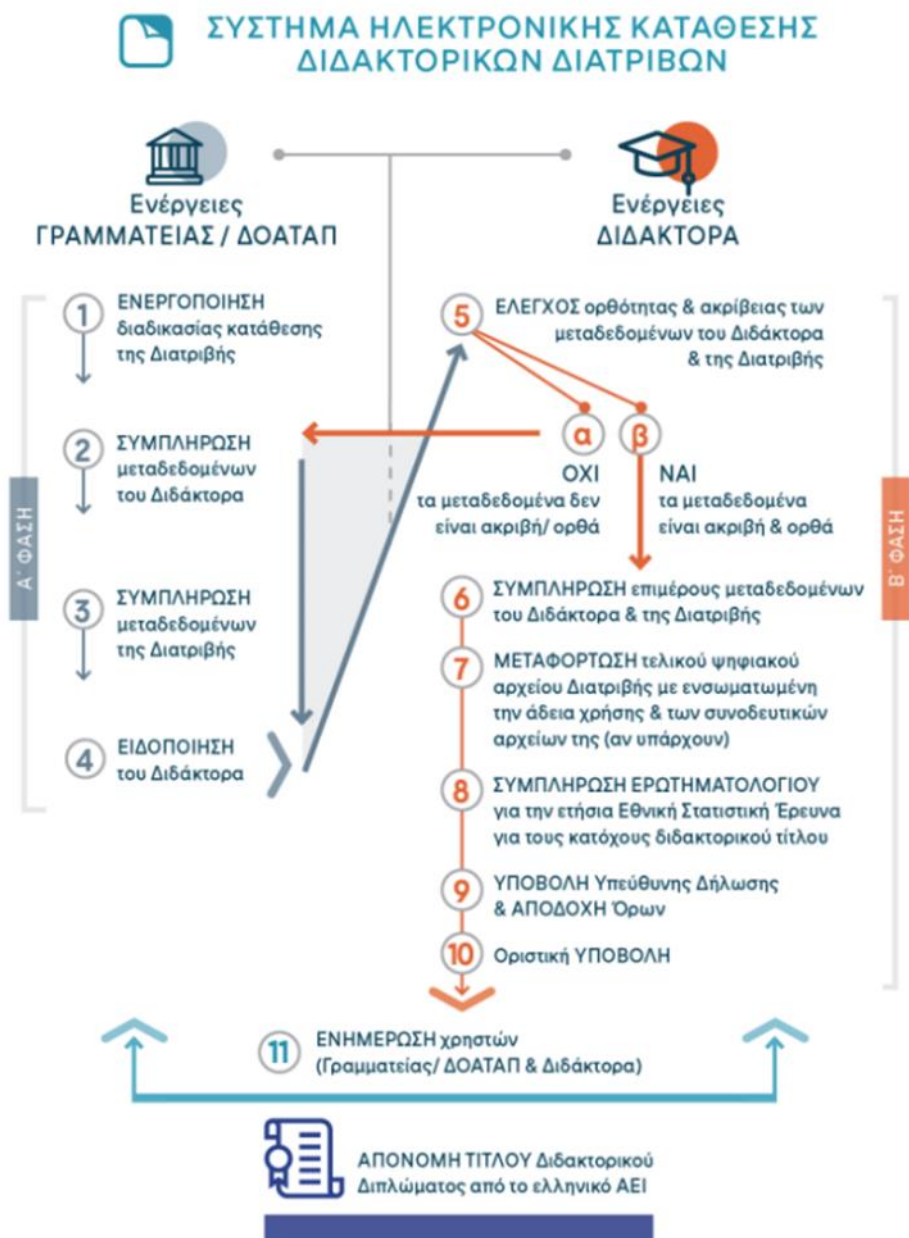 ΣΥΣΤΗΜΑ ΗΛΕΚΤΡΟΝΙΚΗΣ ΚΑΤΑΘΕΣΗΣ
ΔΙΔΑΚΤΟΡΙΚΩΝ ΔΙΑΤΡΙΒΩΝ
Ενέργειες
ΓΡΑΜΜΑΤΕΙΑΣ / ΔΟΑΤΑΠ
Ενέργειες
ΔΙΔΑΚΤΟΡΑ
Α΄ ΦΑΣΗ
1
ΕΝΕΡΓΟΠΟΙΗΣΗ
διαδικασίας κατάθεσης
της Διατριβής
2
ΣΥΜΠΛΗΡΩΣΗ
μεταδεδομένων
του Διδάκτορα
3
ΣΥΜΠΛΗΡΩΣΗ
μεταδεδομένων
της Διατριβής
4
ΕΙΔΟΠΟΙΗΣΗ
του Διδάκτορα
Β΄ ΦΑΣΗ
5
ΕΛΕΓΧΟΣ ορθότητας & ακρίβειας των
μεταδεδομένων του Διδάκτορα
& της Διατριβής
α
ΟΧΙ
τα μεταδεδομένα δεν
είναι ακριβή/ ορθά
β
ΝΑΙ
τα μεταδεδομένα
είναι ακριβή & ορθά
6
ΣΥΜΠΛΗΡΩΣΗ επιμέρους μεταδεδομένων
του Διδάκτορα & της Διατριβής
7
ΜΕΤΑΦΟΡΤΩΣΗ τελικού ψηφιακού
αρχείου Διατριβής με ενσωματωμένη
την άδεια χρήσης & των συνοδευτικών
αρχείων της (αν υπάρχουν)
8
ΣΥΜΠΛΗΡΩΣΗ ΕΡΩΤΗΜΑΤΟΛΟΓΙΟΥ
για την ετήσια Εθνική Στατιστική Έρευνα
για τους κατόχους διδακτορικού τίτλου
9
ΥΠΟΒΟΛΗ Υπεύθυνης Δήλωσης
& ΑΠΟΔΟΧΗ Όρων
10
Οριστική ΥΠΟΒΟΛΗ
11
ΕΝΗΜΕΡΩΣΗ χρηστών
(Γραμματείας/ ΔΟΑΤΑΠ & Διδάκτορα)
ΑΠΟΝΟΜΗ ΤΙΤΛΟΥ Διδακτορικού
Διπλώματος από το ελληνικό ΑΕΙ